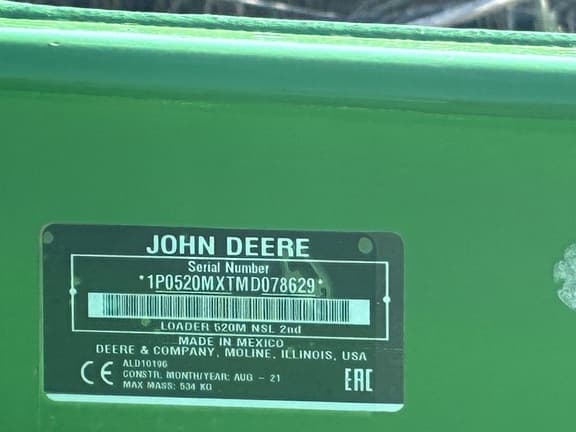 JOHN DEERE
Serial Number
*1P0520MXTMD078629*
LOADER 520M NSL 2nd
MADE IN MEXICO
DEERE & COMPANY, MOLINE, ILLINOIS, USA
ALD10196
CONSTR. MONTH/YEAR: AUG - 21
MAX MASS: 534 KG
CE
EAC